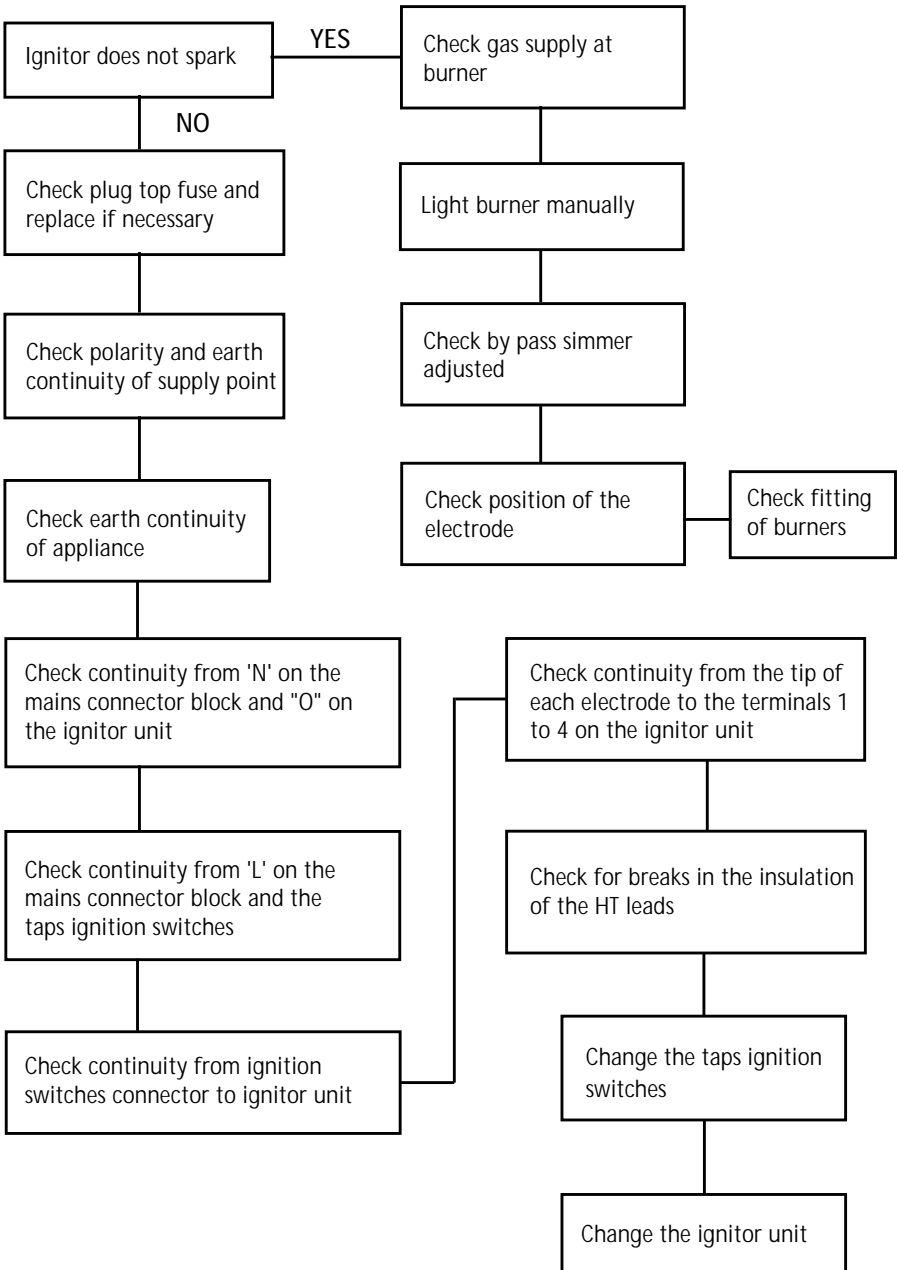 Ignitor does not spark
YES
Check gas supply at
burner
NO
Check plug top fuse and
replace if necessary
Light burner manually
Check polarity and earth
continuity of supply point
Check by pass simmer
adjusted
Check earth continuity
of appliance
Check position of the
electrode
Check fitting
of burners
Check continuity from 'N' on the
mains connector block and "O" on
the ignitor unit
Check continuity from 'L' on the
mains connector block and the
taps ignition switches
Check continuity from ignition
switches connector to ignitor unit
Check continuity from the tip of
each electrode to the terminals 1
to 4 on the ignitor unit
Check for breaks in the insulation
of the HT leads
Change the taps ignition
switches
Change the ignitor unit